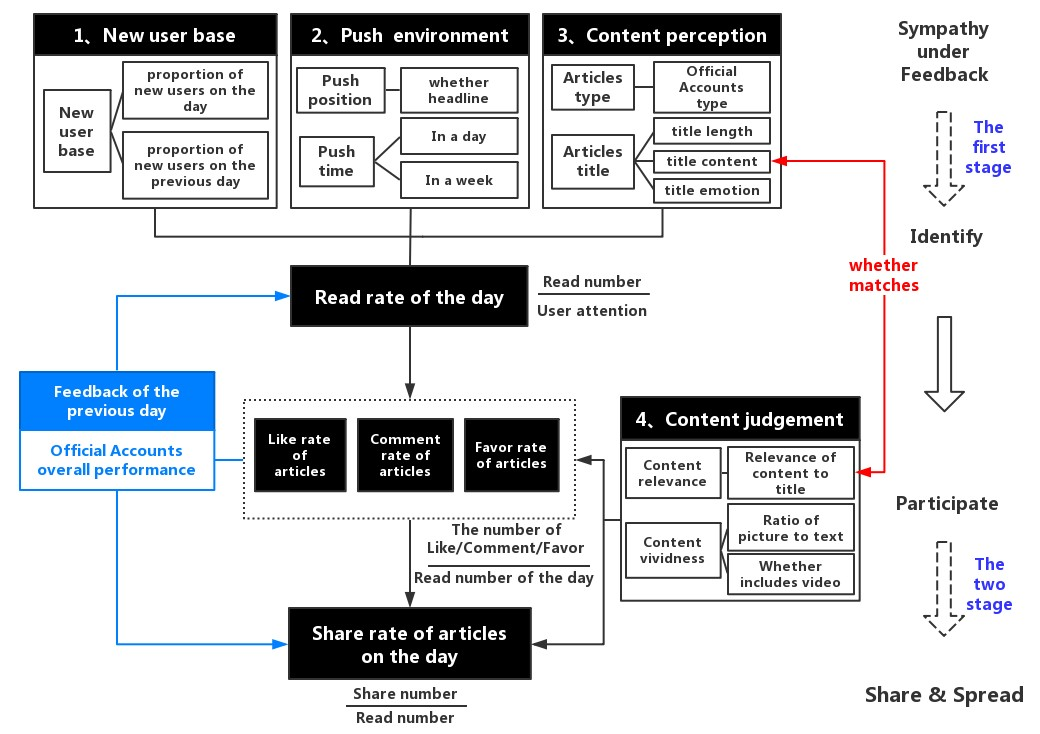 1、New user base
New
user
base
proportion of
new users on the
day
proportion of
new users on the
previous day
2、Push environment
Push
position
whether
headline
Push
time
In a day
In a week
3、Content perception
Articles
type
Official
Accounts
type
Articles
title
title length
title content
title emotion
Sympathy
under
Feedback
The
first
stage
Identify
whether
matches
Read rate of the day
Read number
User attention
Feedback of the
previous day
Official Accounts
overall performance
Like rate
of
articles
Comment
rate of
articles
Favor rate
of articles
4、Content judgement
Content
relevance
Relevance of
content to
title
Content
vividness
Ratio of
picture to text
Whether
includes video
Participate
The number of
Like/Comment/Favor
Read number of the day
The
two
stage
Share rate of articles
on the day
Share number
Read number
Share & Spread